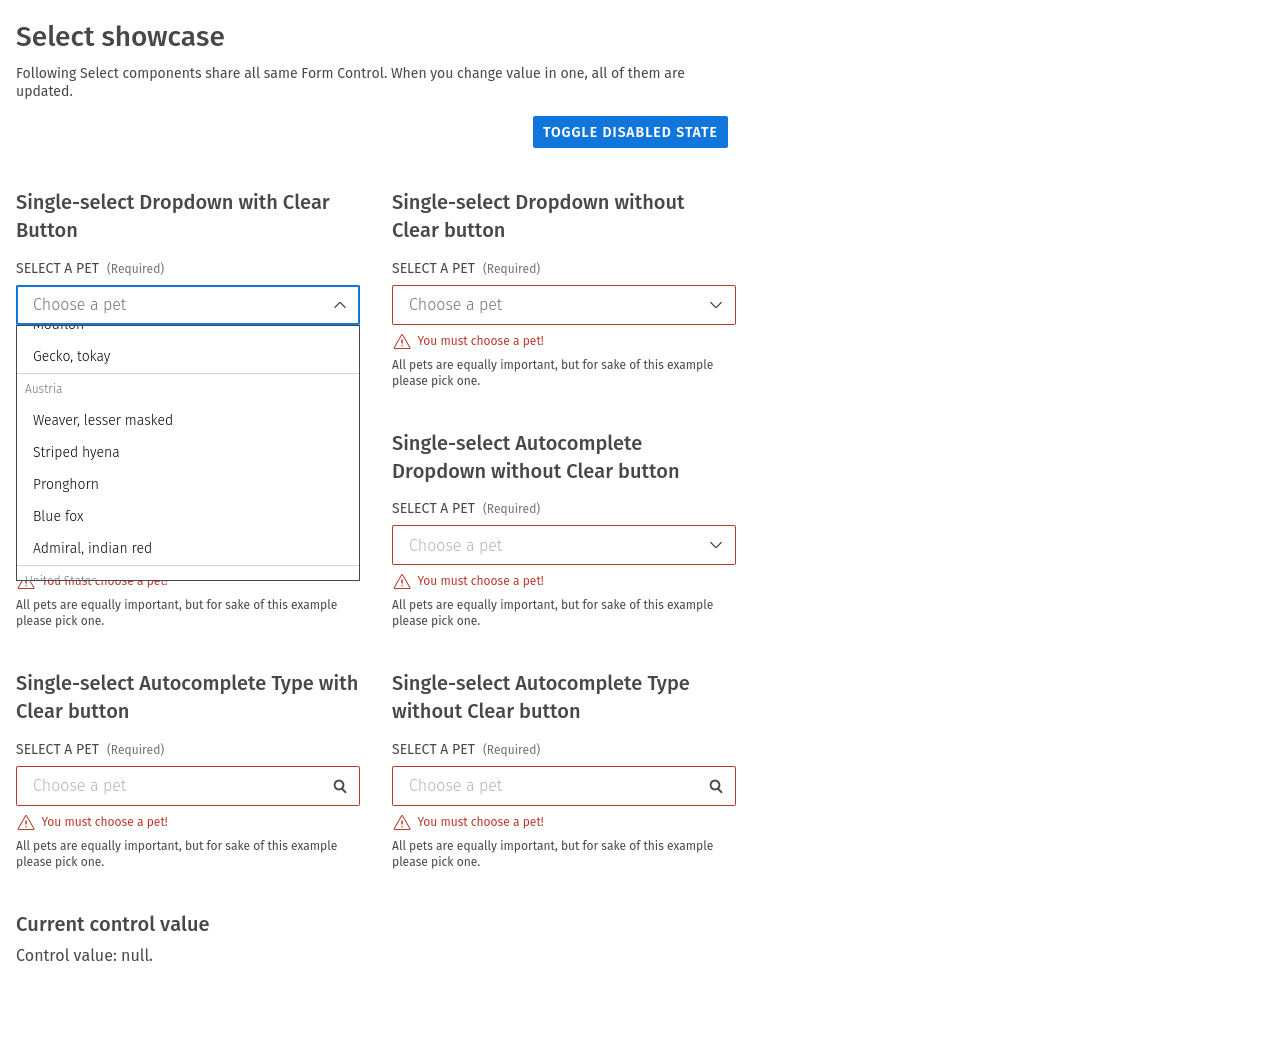 Select showcase
Following Select components share all same Form Control. When you change value in one, all of them are
updated.
TOGGLE DISABLED STATE
Single-select Dropdown with Clear
Button
SELECT A PET (Required)
Choose a pet
Mouflon
Gecko, tokay
Austria
Weaver, lesser masked
Striped hyena
Pronghorn
Blue fox
Admiral, indian red
United States
You must choose a pet!
All pets are equally important, but for sake of this example
please pick one.
Single-select Dropdown without
Clear button
SELECT A PET (Required)
Choose a pet
You must choose a pet!
All pets are equally important, but for sake of this example
please pick one.
Single-select Autocomplete
Dropdown without Clear button
SELECT A PET (Required)
Choose a pet
You must choose a pet!
All pets are equally important, but for sake of this example
please pick one.
Single-select Autocomplete Type with
Clear button
SELECT A PET (Required)
Choose a pet
You must choose a pet!
All pets are equally important, but for sake of this example
please pick one.
Single-select Autocomplete Type
without Clear button
SELECT A PET (Required)
Choose a pet
You must choose a pet!
All pets are equally important, but for sake of this example
please pick one.
Current control value
Control value: null.